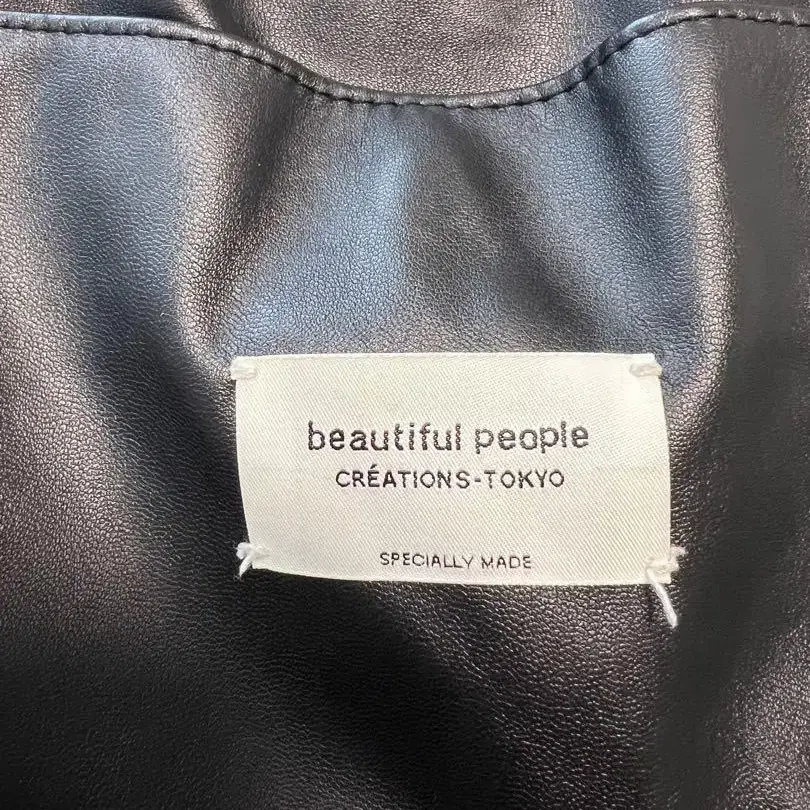 beautiful people
CRÉATIONS-TOKYO
SPECIALLY MADE